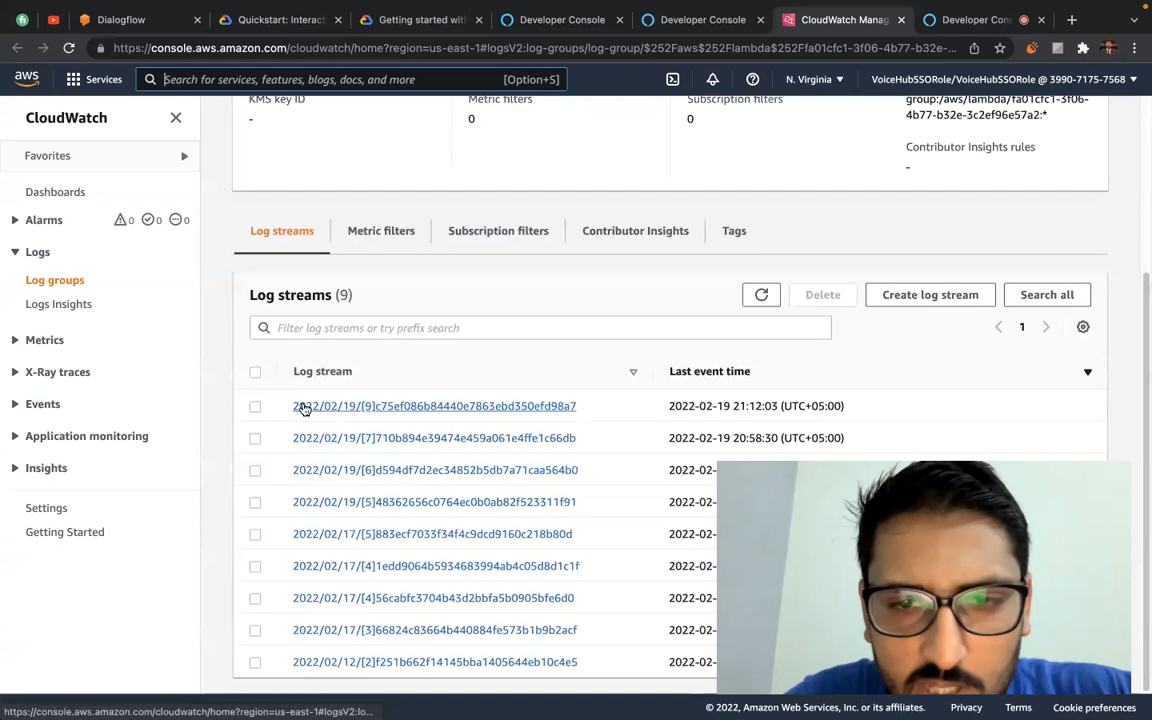 Dialogflow
Quickstart: Interac
Getting started with
Developer Console
Developer Console
CloudWatch Manag
Developer Con
https://console.aws.amazon.com/cloudwatch/home?region=us-east-1#logsV2:log-groups/log-group/$252Faws$252Flambda$252Ffa01cfc1-3f06-4b77-b32e-...
aws
Services
Search for services, features, blogs, docs, and more
[Option+S]
N. Virginia
VoiceHubSSORole/VoiceHubSSORole @ 3990-7175-7568
CloudWatch
Favorites
Dashboards
Alarms
0
0
0
Logs
Log groups
Logs Insights
Metrics
X-Ray traces
Events
Application monitoring
Insights
Settings
Getting Started
KMS key ID
-
Metric filters
0
Subscription filters
0
group:/aws/lambda/fa01cfc1-3f06-
4b77-b32e-3c2ef96e57a2:*
Contributor Insights rules
-
Log streams
Metric filters
Subscription filters
Contributor Insights
Tags
Log streams (9)
Delete
Create log stream
Search all
Filter log streams or try prefix search
1
Log stream
Last event time
2022/02/19/[9]c75ef086b84440e7863ebd350efd98a7
2022-02-19 21:12:03 (UTC+05:00)
2022/02/19/[7]710b894e39474e459a061e4ffe1c66db
2022-02-19 20:58:30 (UTC+05:00)
2022/02/19/[6]d594df7d2ec34852b5db7a71caa564b0
2022-02-
2022/02/19/[5]48362656c0764ec0b0ab82f523311f91
2022-02-
2022/02/17/[5]883ecf7033f34f4c9dcd9160c218b80d
2022-02-
2022/02/17/[4]1edd9064b5934683994ab4c05d8d1c1f
2022-02-
2022/02/17/[4]56cabfc3704b43d2bbfa5b0905bfe6d0
2022-02-
2022/02/17/[3]66824c83664b440884fe573b1b9b2acf
2022-02-
2022/02/12/[2]f251b662f14145bba1405644eb10c4e5
2022-02-
https://console.aws.amazon.com/cloudwatch/home?region=us-east-1#logsV2:lo...
© 2022, Amazon Web Services, Inc. or its affiliates.
Privacy
Terms
Cookie preferences